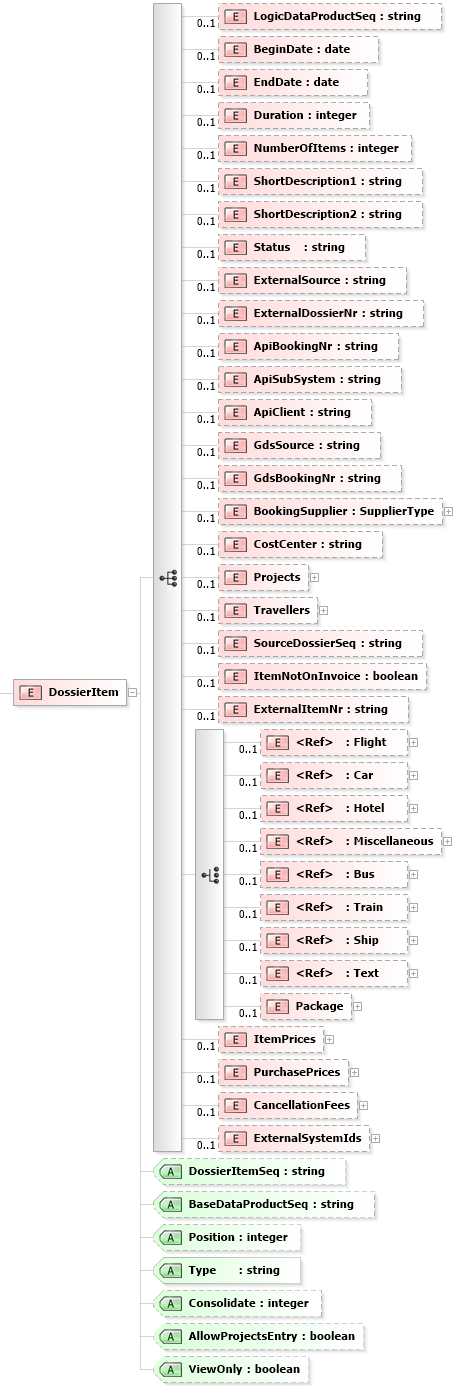 E LogicDataProductSeq : string
0..1
E BeginDate : date
0..1
E EndDate : date
0..1
E Duration : integer
0..1
E NumberOfItems : integer
0..1
E ShortDescription1 : string
0..1
E ShortDescription2 : string
0..1
E Status : string
0..1
E ExternalSource : string
0..1
E ExternalDossierNr : string
0..1
E ApiBookingNr : string
0..1
E ApiSubSystem : string
0..1
E ApiClient : string
0..1
E GdsSource : string
0..1
E GdsBookingNr : string
0..1
E BookingSupplier : SupplierType
0..1
E CostCenter : string
0..1
E Projects
0..1
E Travellers
0..1
E SourceDossierSeq : string
0..1
E ItemNotOnInvoice : boolean
0..1
E DossierItem
E ExternalItemNr : string
0..1
E <Ref> : Flight
0..1
E <Ref> : Car
0..1
E <Ref> : Hotel
0..1
E <Ref> : Miscellaneous
0..1
E <Ref> : Bus
0..1
E <Ref> : Train
0..1
E <Ref> : Ship
0..1
E <Ref> : Text
0..1
E Package
0..1
E ItemPrices
0..1
E PurchasePrices
0..1
E CancellationFees
0..1
E ExternalSystemIds
0..1
A DossierItemSeq : string
A BaseDataProductSeq : string
A Position : integer
A Type : string
A Consolidate : integer
A AllowProjectsEntry : boolean
A ViewOnly : boolean